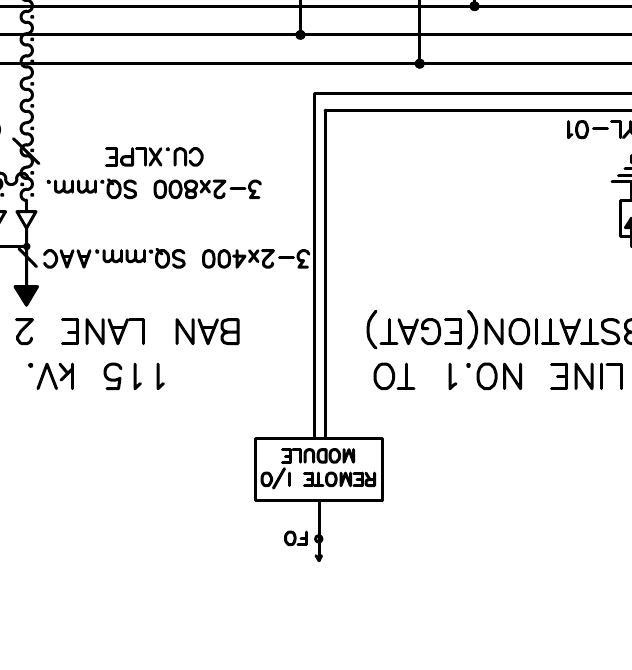 FO
REMOTE I/O
MODULE
LINE NO.1 TO
BSTATION(EGAT)
115 kV.
BAN LANE 2
3-2x400 SQ.mm.AAC
3-2x800 SQ.mm.
CU.XLPE
YL-01